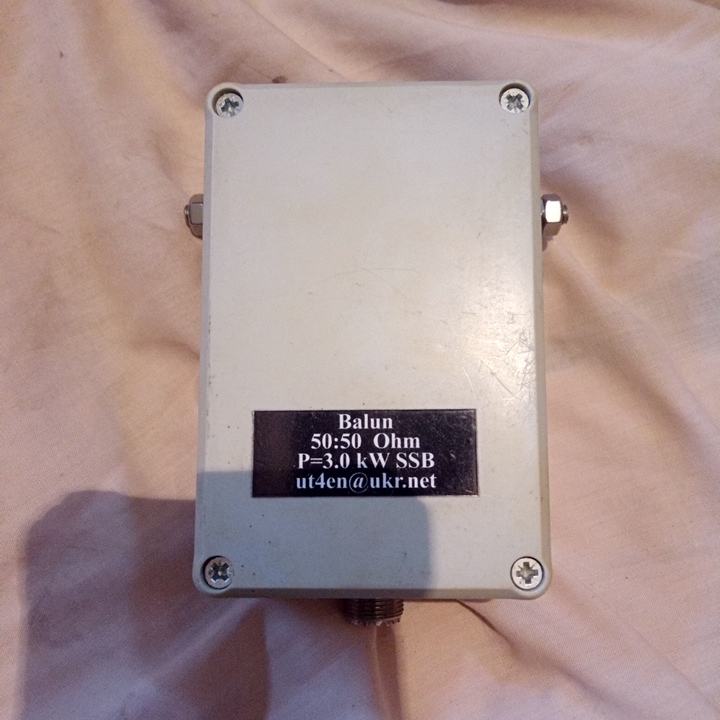 Balun
50:50 Ohm
P=3.0 kW SSB
ut4en@ukr.net